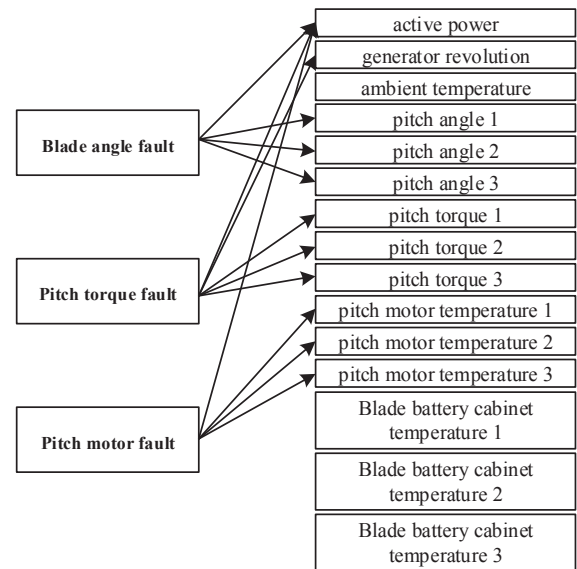 Blade angle fault
Pitch torque fault
Pitch motor fault
active power
generator revolution
ambient temperature
pitch angle 1
pitch angle 2
pitch angle 3
pitch torque 1
pitch torque 2
pitch torque 3
pitch motor temperature 1
pitch motor temperature 2
pitch motor temperature 3
Blade battery cabinet
temperature 1
Blade battery cabinet
temperature 2
Blade battery cabinet
temperature 3